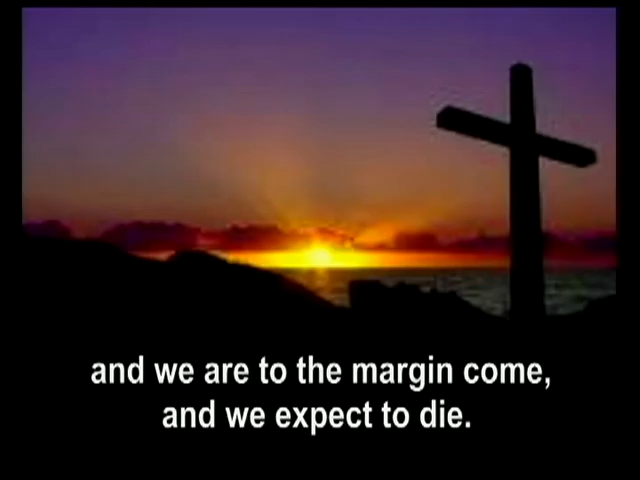 and we are to the margin come,
and we expect to die.